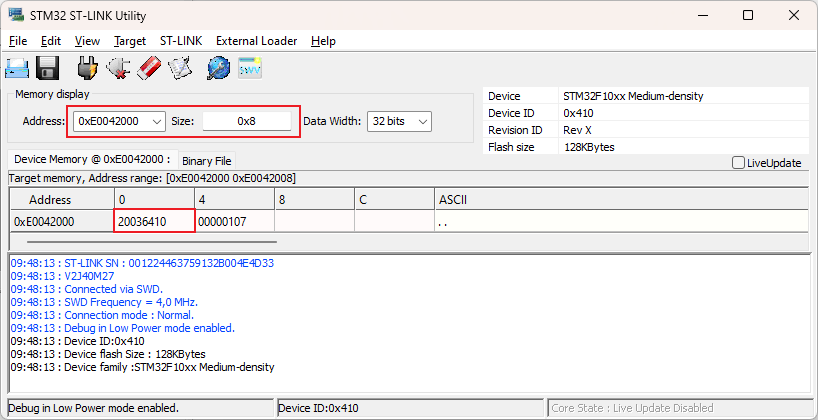 STM32 ST-LINK Utility
File Edit View Target ST-LINK External Loader Help
Memory display
Address: 0xE0042000 Size: 0x8 Data Width: 32 bits
Device STM32F10xx Medium-density
Device ID 0x410
Revision ID Rev X
Flash size 128KBytes
LiveUpdate
Device Memory @ 0xE0042000 : Binary File
Target memory, Address range: [0xE0042000 0xE0042008]
Address 0 4 8 C ASCII
0xE0042000 20036410 00000107 . .
09:48:13 : ST-LINK SN : 001224463759132B004E4D33
09:48:13 : V2J40M27
09:48:13 : Connected via SWD.
09:48:13 : SWD Frequency = 4,0 MHz.
09:48:13 : Connection mode : Normal.
09:48:13 : Debug in Low Power mode enabled.
09:48:13 : Device ID:0x410
09:48:13 : Device flash Size : 128KBytes
09:48:13 : Device family :STM32F10xx Medium-density
Debug in Low Power mode enabled. Device ID:0x410 Core State : Live Update Disabled